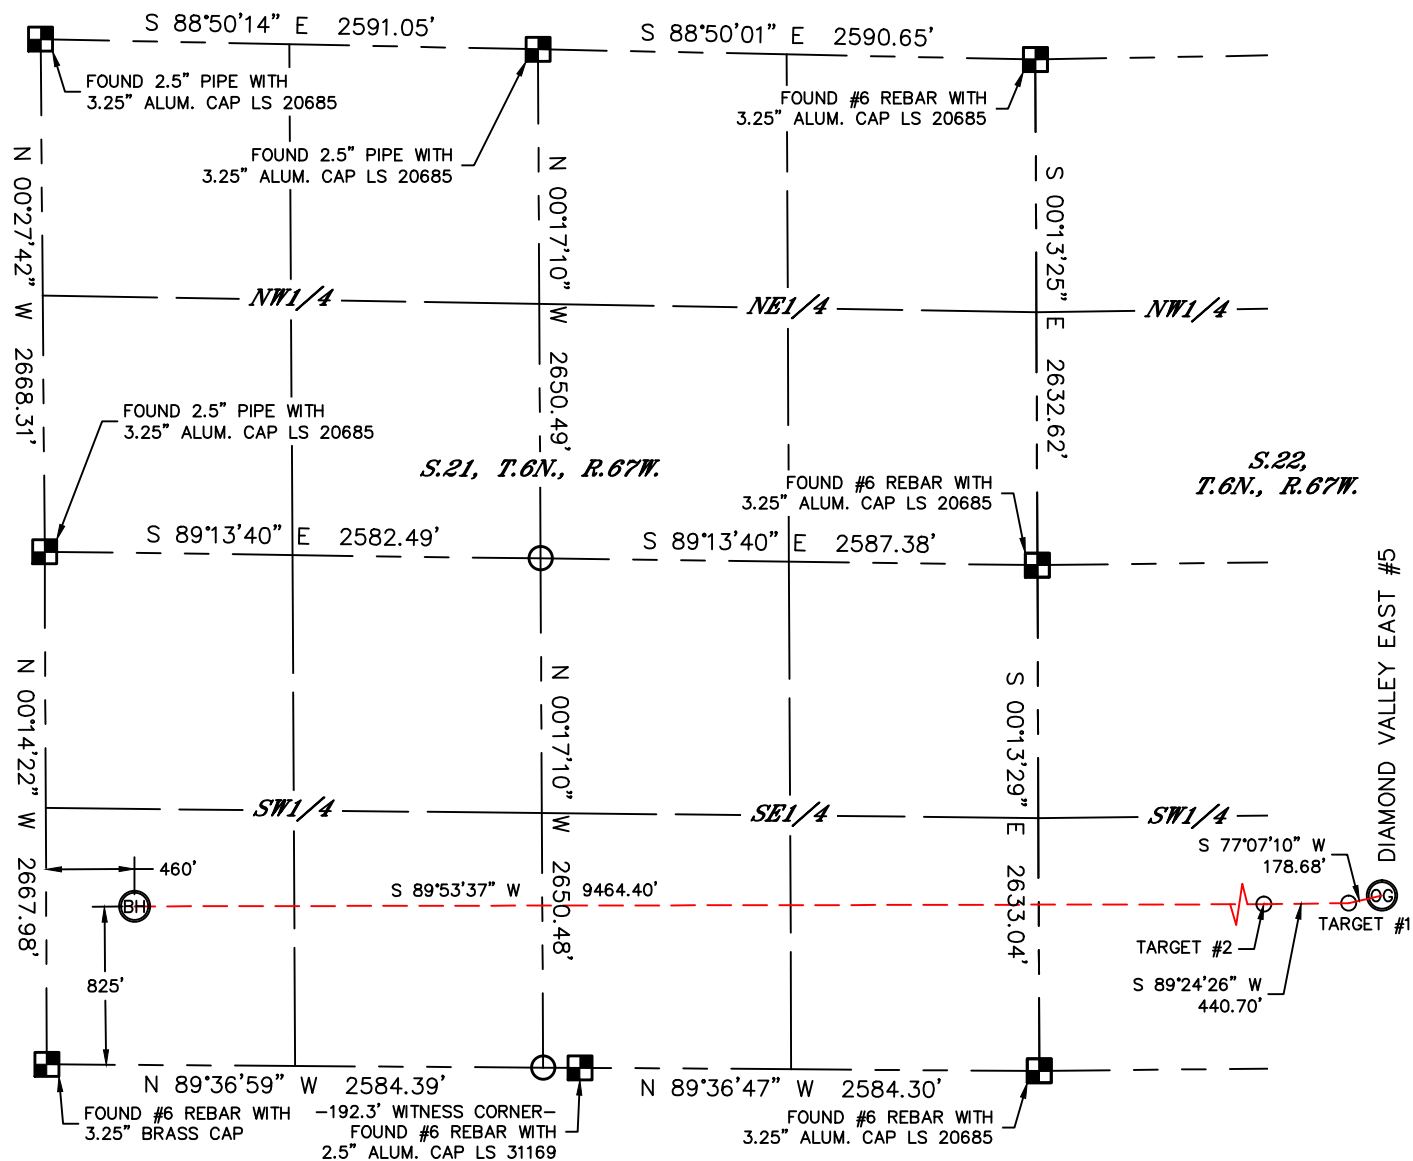 S 88°50'14" E 2591.05'
S 88°50'01" E 2590.65'
FOUND 2.5" PIPE WITH
3.25" ALUM. CAP LS 20685
FOUND #6 REBAR WITH
3.25" ALUM. CAP LS 20685
FOUND 2.5" PIPE WITH
3.25" ALUM. CAP LS 20685
N 00°27'42" W 2668.31'
N 00°17'10" W 2650.49'
S 00°13'25" E 2632.62'
NW1/4
NE1/4
NW1/4
FOUND 2.5" PIPE WITH
3.25" ALUM. CAP LS 20685
S.21, T.6N., R.67W.
S.22,
T.6N., R.67W.
FOUND #6 REBAR WITH
3.25" ALUM. CAP LS 20685
S 89°13'40" E 2582.49'
S 89°13'40" E 2587.38'
DIAMOND VALLEY EAST #5
N 00°14'22" W 2667.98'
N 00°17'10" W 2650.48'
S 00°13'29" E 2633.04'
SW1/4
SE1/4
SW1/4
S 77°07'10" W
178.68'
460'
S 89°53'37" W 9464.40'
BH
OG
TARGET #1
TARGET #2
825'
S 89°24'26" W
440.70'
N 89°36'59" W 2584.39'
N 89°36'47" W 2584.30'
FOUND #6 REBAR WITH
3.25" BRASS CAP
-192.3' WITNESS CORNER-
FOUND #6 REBAR WITH
2.5" ALUM. CAP LS 31169
FOUND #6 REBAR WITH
3.25" ALUM. CAP LS 20685